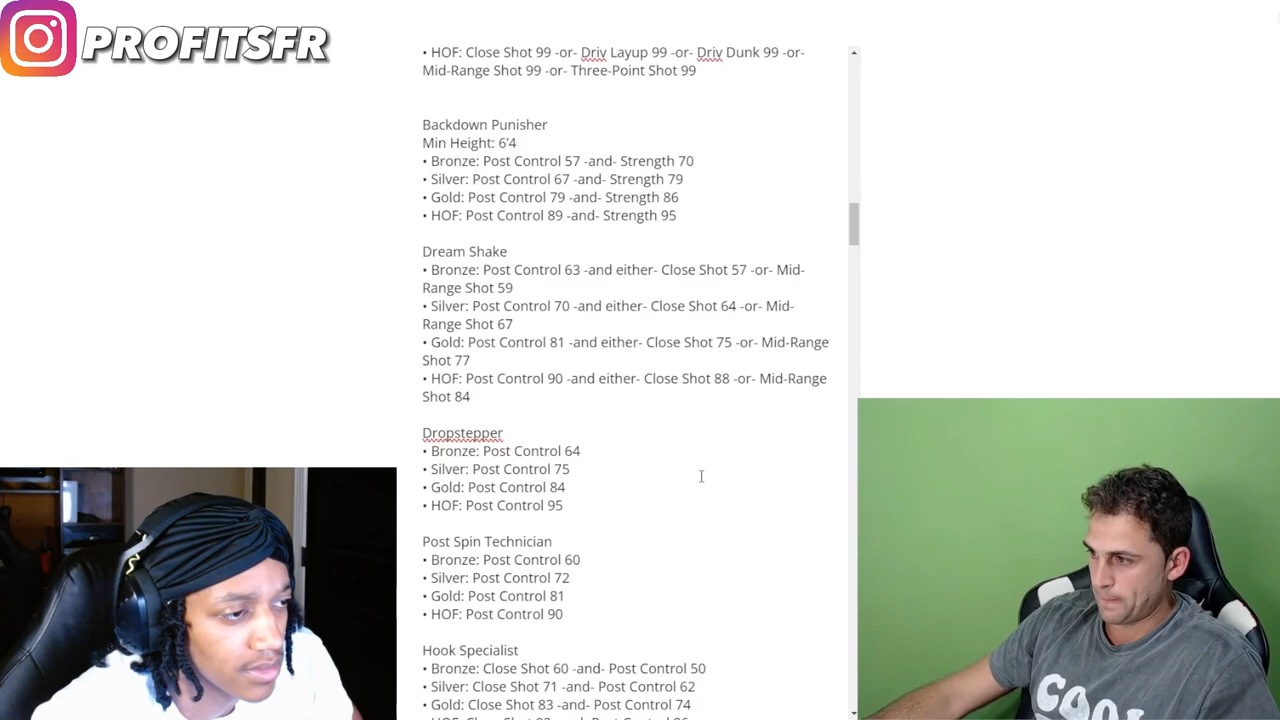 PROFITSFR
• HOF: Close Shot 99 -or- Driv Layup 99 -or- Driv Dunk 99 -or-
Mid-Range Shot 99 -or- Three-Point Shot 99
Backdown Punisher
Min Height: 6'4
• Bronze: Post Control 57 -and- Strength 70
• Silver: Post Control 67 -and- Strength 79
• Gold: Post Control 79 -and- Strength 86
• HOF: Post Control 89 -and- Strength 95
Dream Shake
• Bronze: Post Control 63 -and either- Close Shot 57 -or- Mid-
Range Shot 59
• Silver: Post Control 70 -and either- Close Shot 64 -or- Mid-
Range Shot 67
• Gold: Post Control 81 -and either- Close Shot 75 -or- Mid-Range
Shot 77
• HOF: Post Control 90 -and either- Close Shot 88 -or- Mid-Range
Shot 84
Dropstepper
• Bronze: Post Control 64
• Silver: Post Control 75
• Gold: Post Control 84
• HOF: Post Control 95
Post Spin Technician
• Bronze: Post Control 60
• Silver: Post Control 72
• Gold: Post Control 81
• HOF: Post Control 90
Hook Specialist
• Bronze: Close Shot 60 -and- Post Control 50
• Silver: Close Shot 71 -and- Post Control 62
• Gold: Close Shot 83 -and- Post Control 74